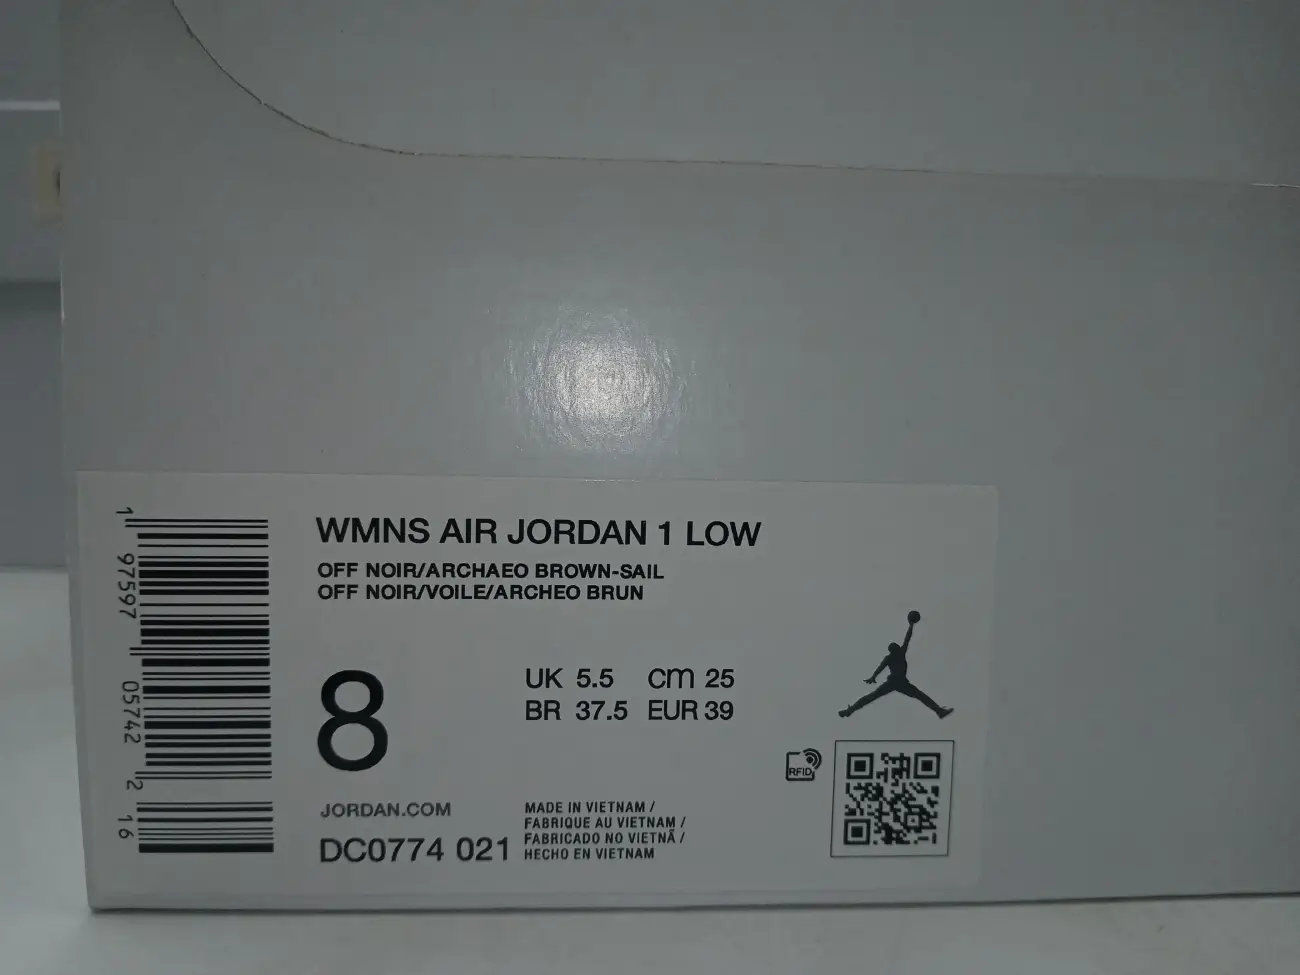 WMNS AIR JORDAN 1 LOW
OFF NOIR/ARCHAEO BROWN-SAIL
OFF NOIR/VOILE/ARCHEO BRUN
8
UK 5.5 cm 25
BR 37.5 EUR 39
JORDAN.COM
DC0774 021
MADE IN VIETNAM /
FABRIQUE AU VIETNAM /
FABRICADO NO VIETNÃ /
HECHO EN VIETNAM
RFID
1 97597 05742 2 16